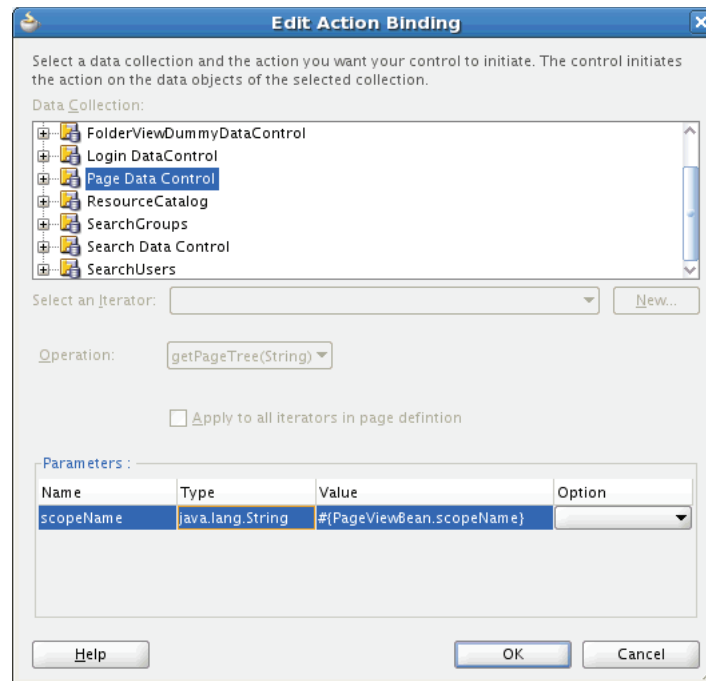 Edit Action Binding
Select a data collection and the action you want your control to initiate. The control initiates
the action on the data objects of the selected collection.
Data Collection:
FolderViewDummyDataControl
Login DataControl
Page Data Control
ResourceCatalog
SearchGroups
Search Data Control
SearchUsers
Select an Iterator:
New...
Operation: getPageTree(String)
Apply to all iterators in page defintion
Parameters :
Name Type Value Option
scopeName java.lang.String #{PageViewBean.scopeName}
Help OK Cancel